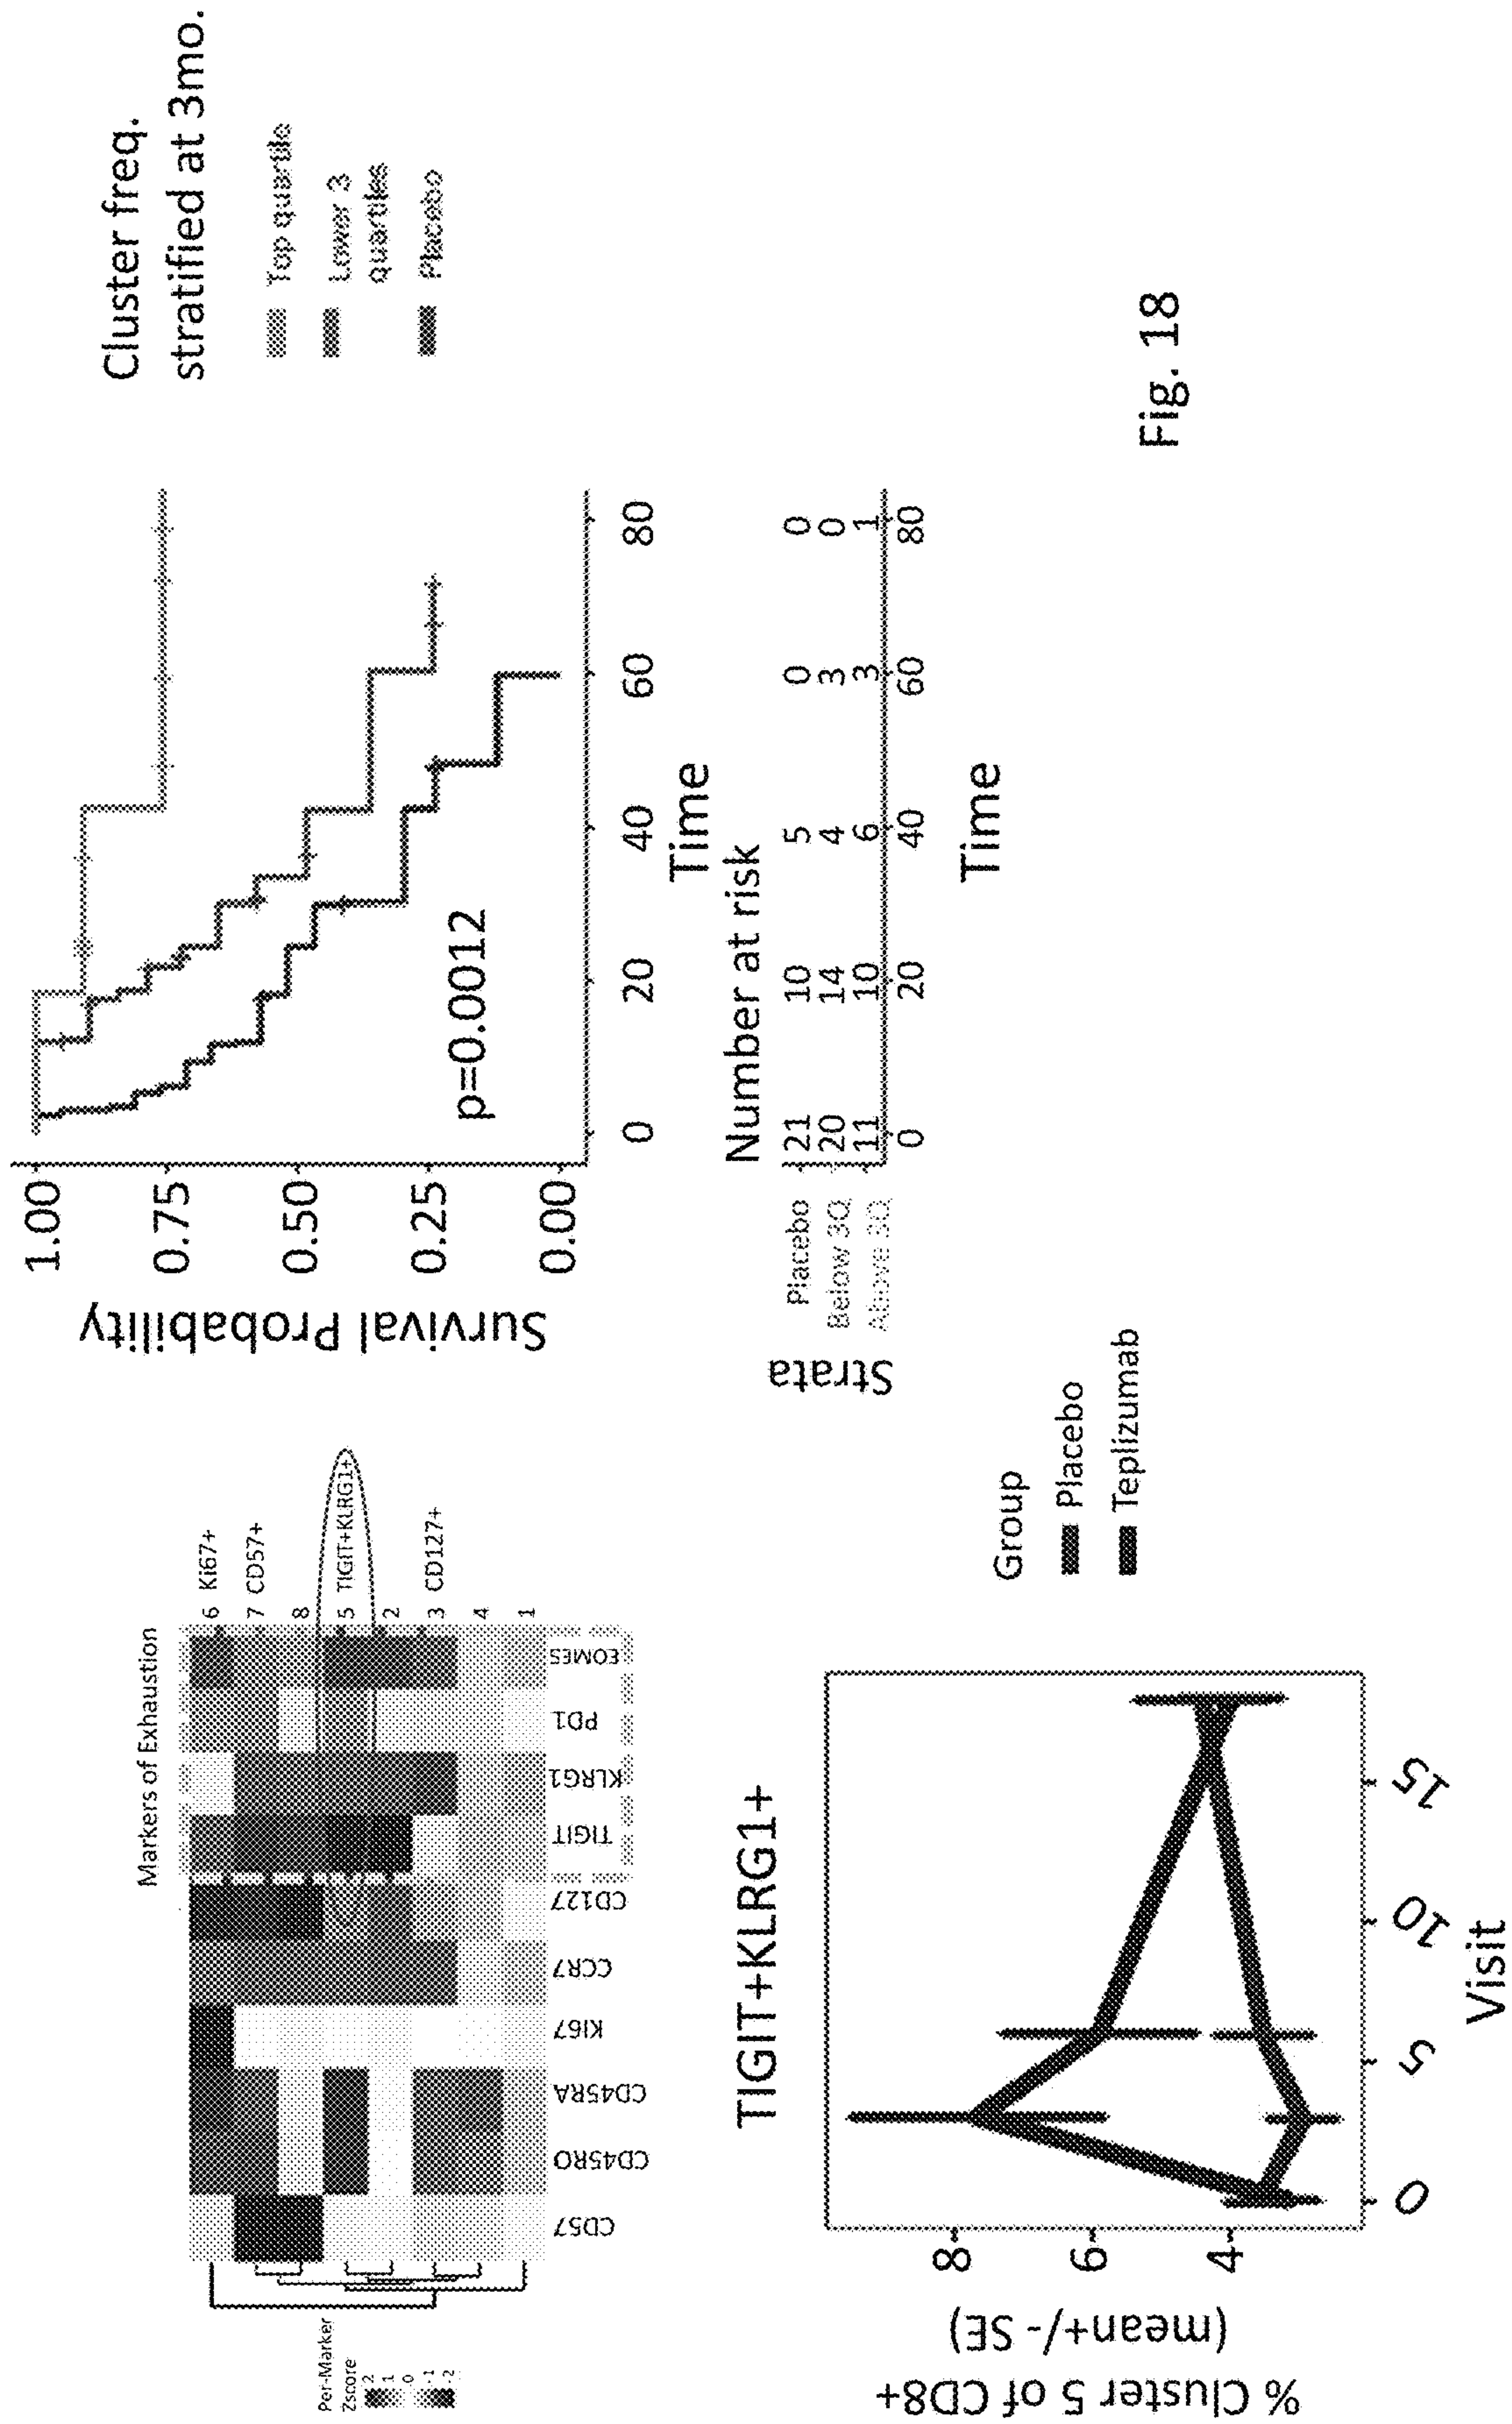 Markers of Exhaustion
Per-Marker
Zscore
2
1
0
-1
-2
6 Ki67+
7 CD57+
8
5 TIGIT+KLRG1+
2
3 CD127+
4
1
CD57
CD45RO
CD45RA
KI67
CCR7
CD127
TIGIT
KLRG1
PD1
EOMES
Cluster freq.
stratified at 3mo.
Top quartile
Lower 3
quartiles
Placebo
Survival Probability
1.00
0.75
0.50
0.25
0.00
p=0.0012
0 20 40 60 80
Time
Number at risk
Strata
Placebo 21 10 5 0 0
Below 3Q 20 14 4 3 0
Above 3Q 11 10 6 3 1
0 20 40 60 80
Time
TIGIT+KLRG1+
% Cluster 5 of CD8+
(mean+/- SE)
8
6
4
0 5 10 15
Visit
Group
Placebo
Teplizumab
Fig. 18